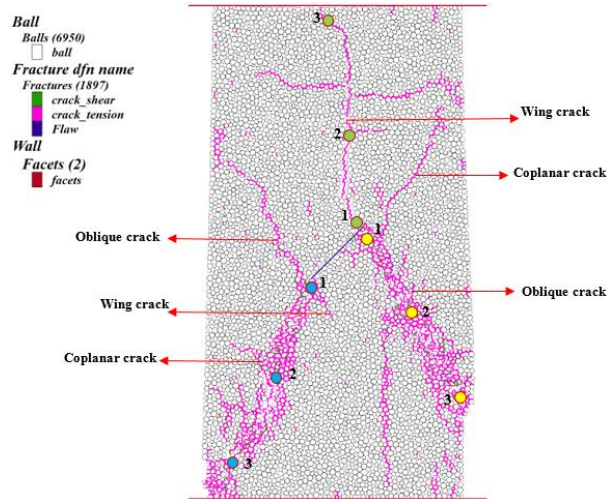 Ball
Balls (6950)
ball
Fracture dfn name
Fractures (1897)
crack_shear
crack_tension
Flaw
Wall
Facets (2)
facets
3
Wing crack
2
Coplanar crack
1
1
Oblique crack
1
Oblique crack
Wing crack
2
Coplanar crack
2
3
3